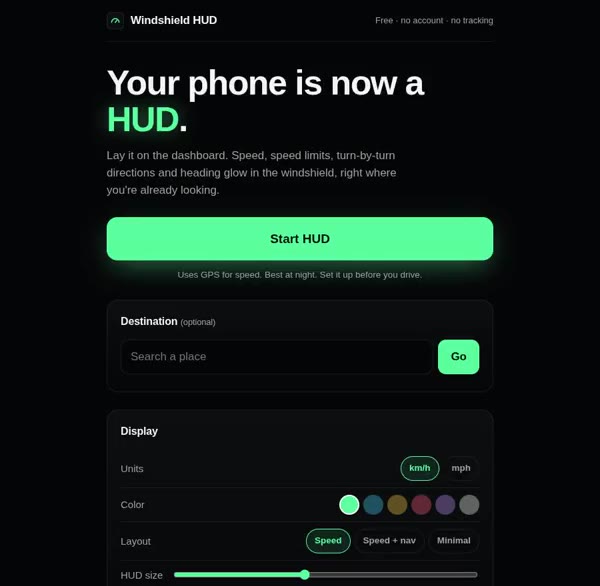 Windshield HUD
Free · no account · no tracking
Your phone is now a
HUD.
Lay it on the dashboard. Speed, speed limits, turn-by-turn
directions and heading glow in the windshield, right where
you're already looking.
Start HUD
Uses GPS for speed. Best at night. Set it up before you drive.
Destination (optional)
Search a place
Go
Display
Units
km/h
mph
Color
Layout
Speed
Speed + nav
Minimal
HUD size